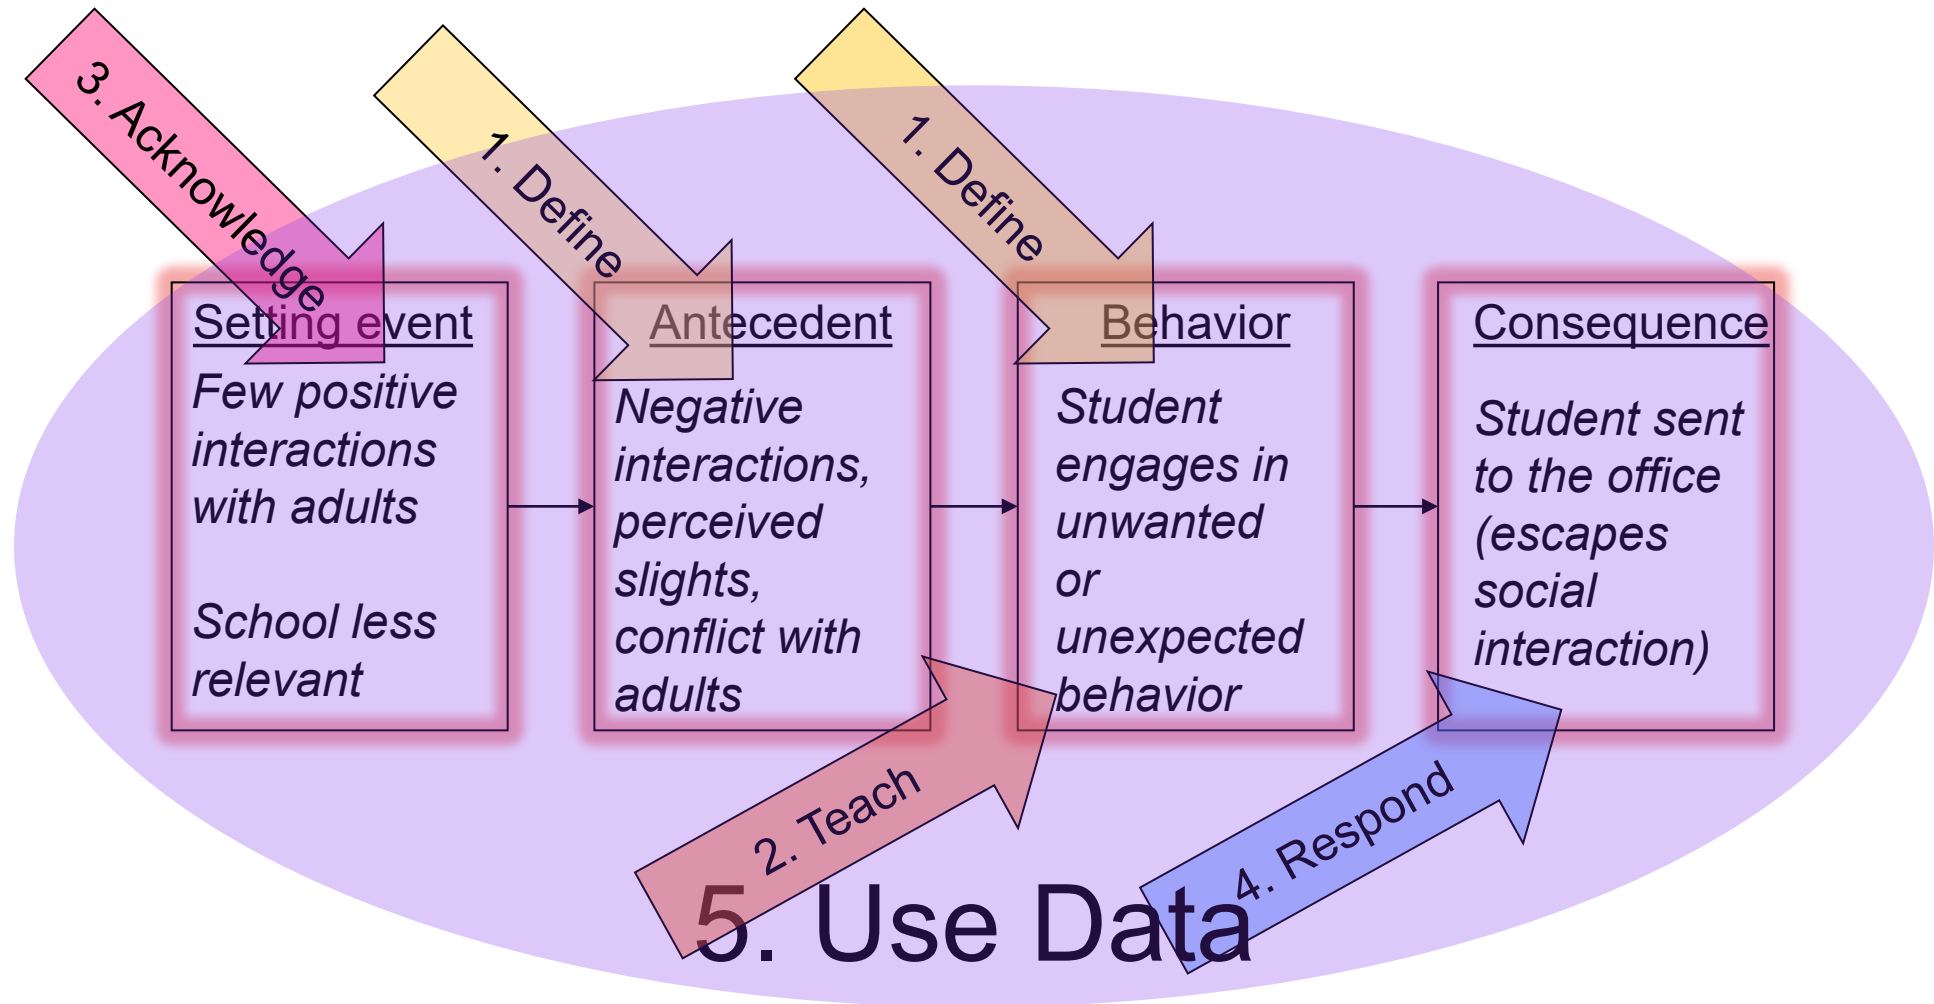 3. Acknowledge
1. Define
1. Define
Setting event
Few positive
interactions
with adults
School less
relevant
Antecedent
Negative
interactions,
perceived
slights,
conflict with
adults
Behavior
Student
engages in
unwanted
or
unexpected
behavior
Consequence
Student sent
to the office
(escapes
social
interaction)
2. Teach
4. Respond
5. Use Data